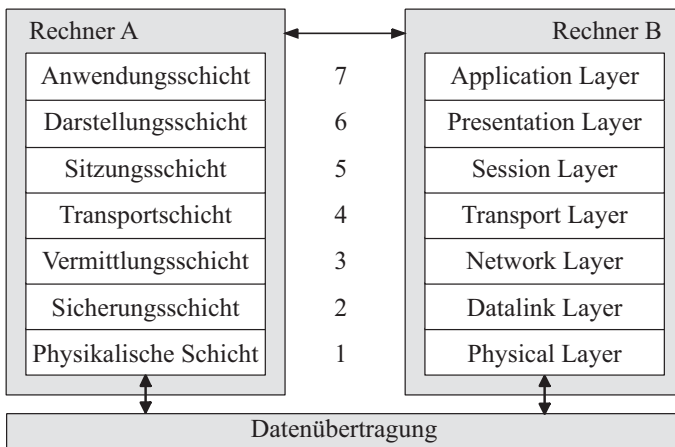 Rechner A Rechner B
Anwendungsschicht 7 Application Layer
Darstellungsschicht 6 Presentation Layer
Sitzungsschicht 5 Session Layer
Transportschicht 4 Transport Layer
Vermittlungsschicht 3 Network Layer
Sicherungsschicht 2 Datalink Layer
Physikalische Schicht 1 Physical Layer
Datenübertragung